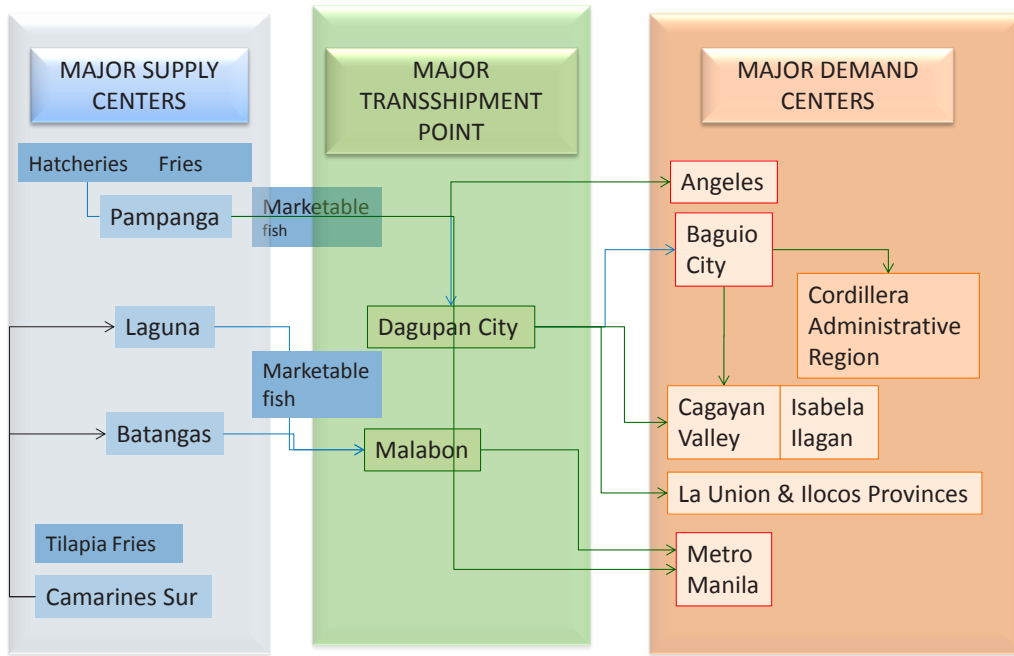 MAJOR SUPPLY
CENTERS
Hatcheries Fries
Pampanga
Marketable
fish
Laguna
Marketable
fish
Batangas
Tilapia Fries
Camarines Sur
MAJOR
TRANSSHIPMENT
POINT
Dagupan City
Malabon
MAJOR DEMAND
CENTERS
Angeles
Baguio
City
Cordillera
Administrative
Region
Cagayan
Valley
Isabela
Ilagan
La Union & Ilocos Provinces
Metro
Manila